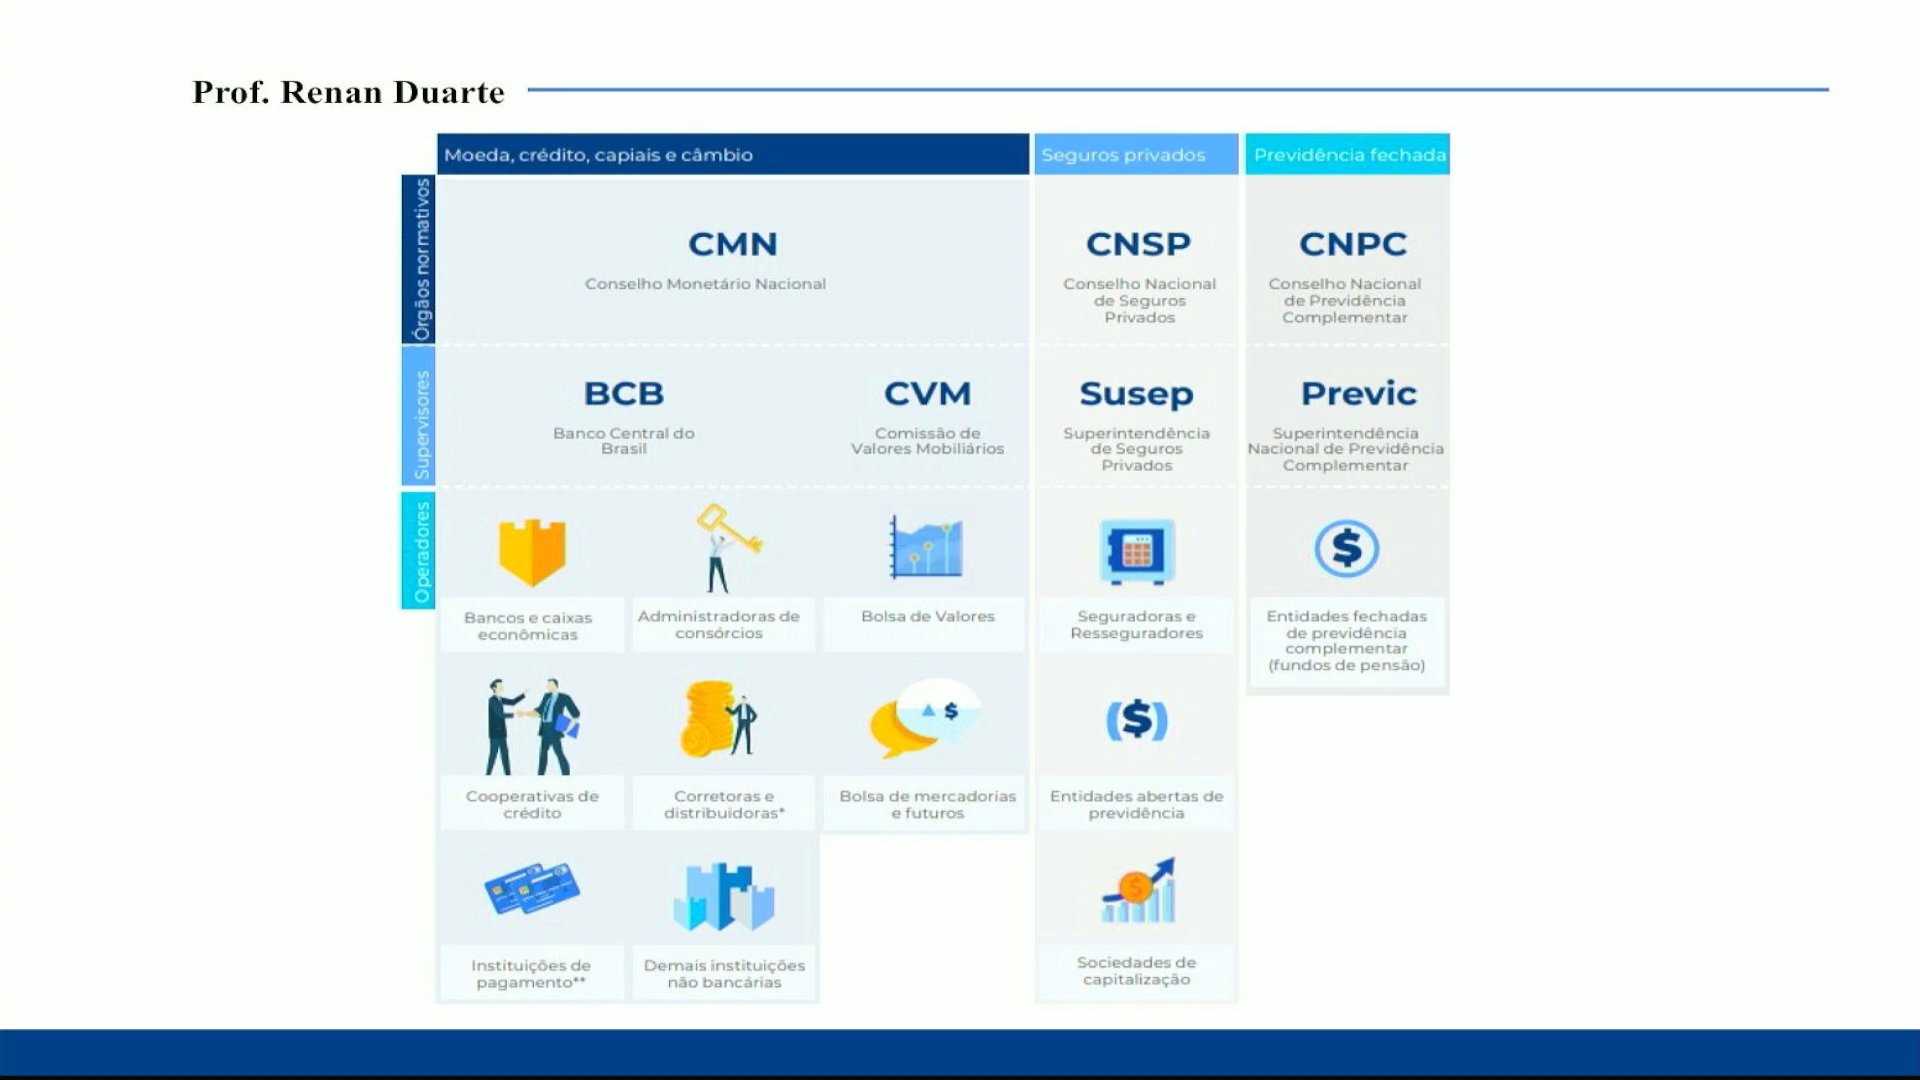 Prof. Renan Duarte
Moeda, crédito, capiais e câmbio
Seguros privados
Previdência fechada
Órgãos normativos
CMN
Conselho Monetário Nacional
CNSP
Conselho Nacional
de Seguros
Privados
CNPC
Conselho Nacional
de Previdência
Complementar
Supervisores
BCB
Banco Central do
Brasil
CVM
Comissão de
Valores Mobiliários
Susep
Superintendência
de Seguros
Privados
Previc
Superintendência
Nacional de Previdência
Complementar
Operadores
Bancos e caixas
econômicas
Administradoras de
consórcios
Bolsa de Valores
Seguradoras e
Resseguradores
$
Entidades fechadas
de previdência
complementar
(fundos de pensão)
Cooperativas de
crédito
Corretoras e
distribuidoras*
$
Bolsa de mercadorias
e futuros
($)
Entidades abertas de
previdência
Instituições de
pagamento**
Demais instituições
não bancárias
$
Sociedades de
capitalização